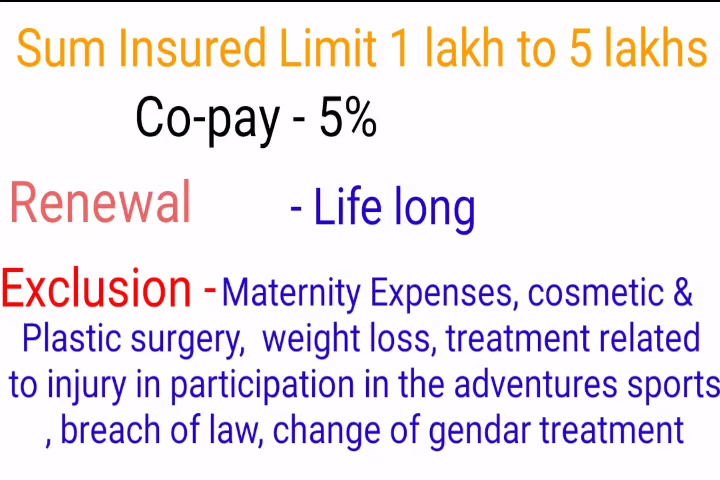 Sum Insured Limit 1 lakh to 5 lakhs
Co-pay - 5%
Renewal - Life long
Exclusion - Maternity Expenses, cosmetic &
Plastic surgery, weight loss, treatment related
to injury in participation in the adventures sports
, breach of law, change of gendar treatment